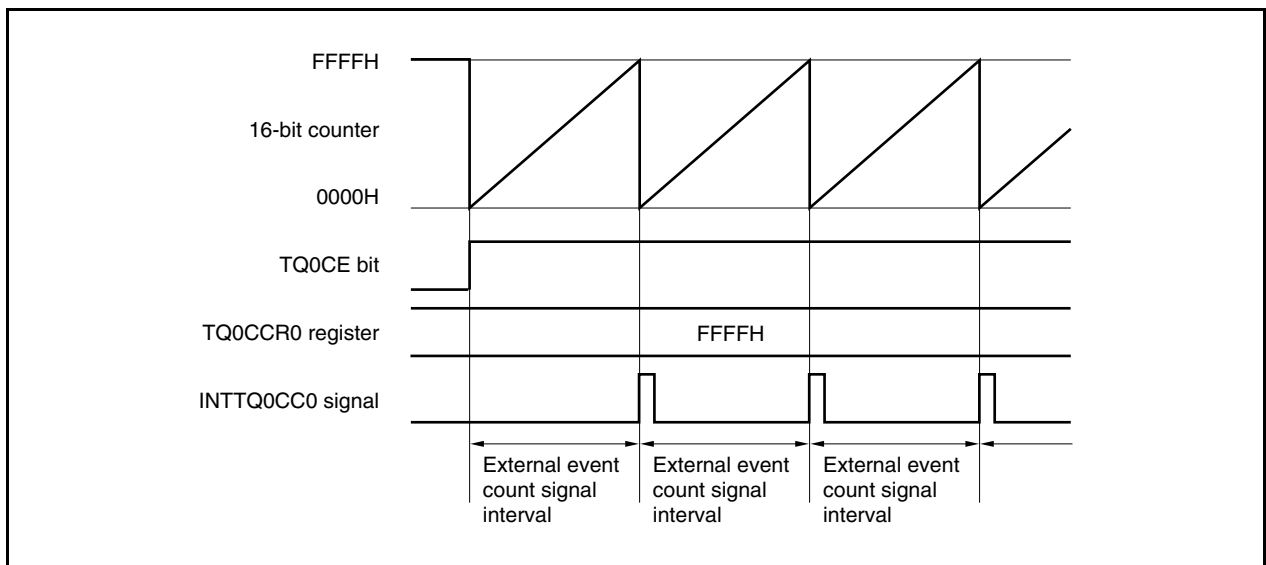 FFFFH
16-bit counter
0000H
TQ0CE bit
TQ0CCR0 register
FFFFH
INTTQ0CC0 signal
External event
count signal
interval
External event
count signal
interval
External event
count signal
interval